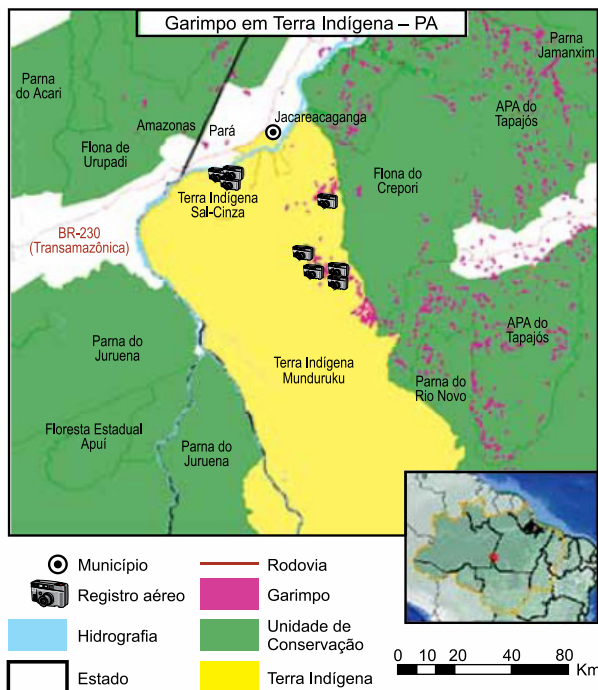 Garimpo em Terra Indígena – PA
Parna
Jamanxim
Parna
do Acari
Jacareacaganga
APA do
Tapajós
Amazonas
Pará
Flona de
Urupadi
Flona do
Crepori
Terra Indígena
Sal-Cinza
BR-230
(Transamazônica)
APA do
Tapajós
Parna do
Juruena
Terra Indígena
Munduruku
Parna do
Rio Novo
Floresta Estadual
Apuí
Parna do
Juruena
Município
Rodovia
Registro aéreo
Garimpo
Hidrografia
Unidade de
Conservação
Estado
Terra Indígena
0 10 20 40 60 80
Km